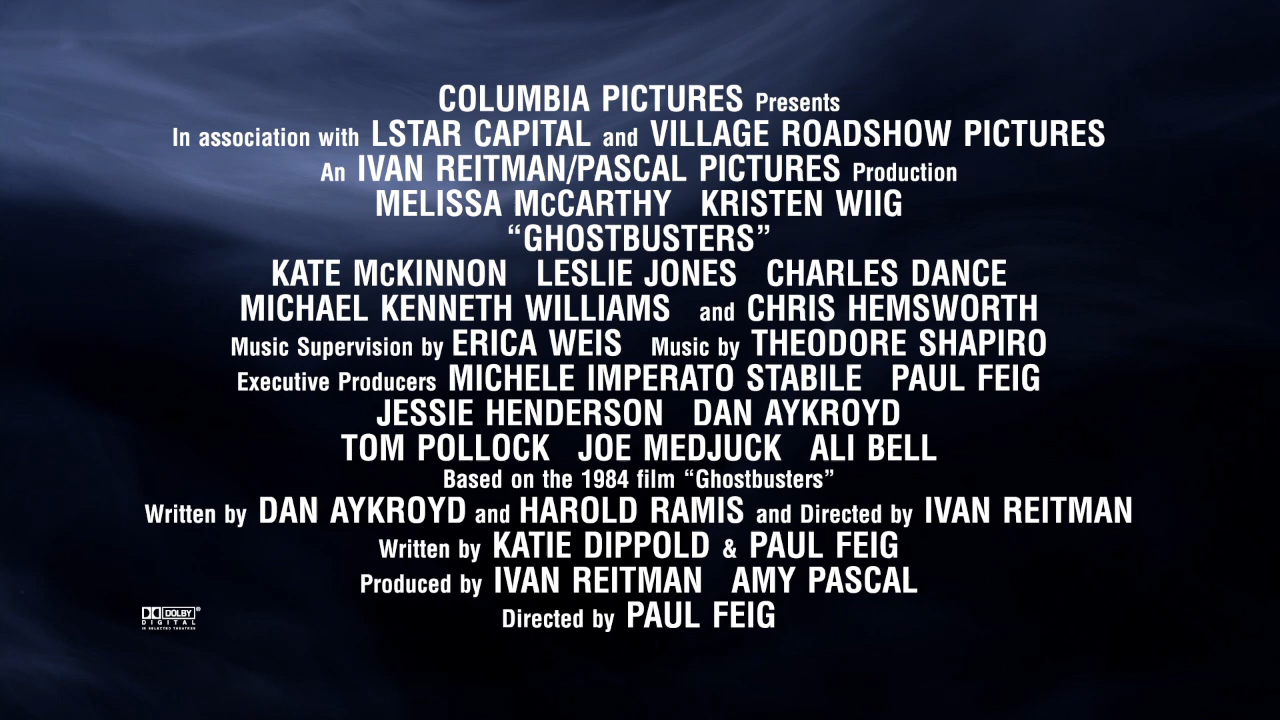 COLUMBIA PICTURES Presents
In association with LSTAR CAPITAL and VILLAGE ROADSHOW PICTURES
An IVAN REITMAN/PASCAL PICTURES Production
MELISSA McCARTHY KRISTEN WIIG
“GHOSTBUSTERS”
KATE McKINNON LESLIE JONES CHARLES DANCE
MICHAEL KENNETH WILLIAMS and CHRIS HEMSWORTH
Music Supervision by ERICA WEIS Music by THEODORE SHAPIRO
Executive Producers MICHELE IMPERATO STABILE PAUL FEIG
JESSIE HENDERSON DAN AYKROYD
TOM POLLOCK JOE MEDJUCK ALI BELL
Based on the 1984 film “Ghostbusters”
Written by DAN AYKROYD and HAROLD RAMIS and Directed by IVAN REITMAN
Written by KATIE DIPPOLD & PAUL FEIG
Produced by IVAN REITMAN AMY PASCAL
Directed by PAUL FEIG
DOLBY®
DIGITAL
IN SELECTED THEATRES